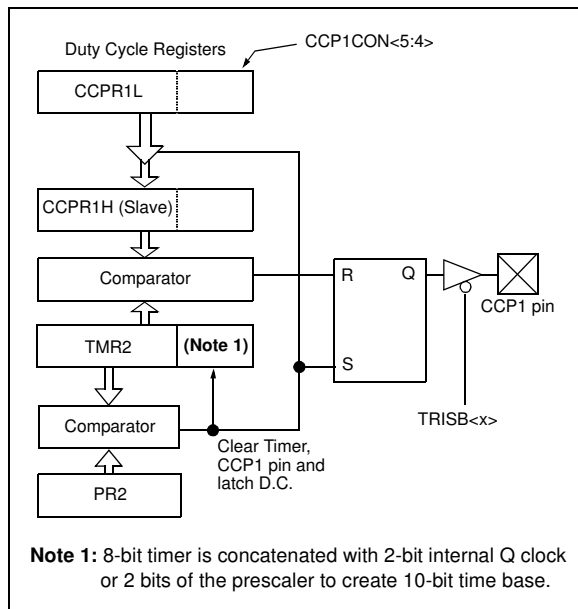 Duty Cycle Registers
CCP1CON<5:4>
CCPR1L
CCPR1H (Slave)
Comparator
R
Q
CCP1 pin
TMR2
(Note 1)
S
TRISB<x>
Comparator
Clear Timer,
CCP1 pin and
latch D.C.
PR2
Note 1: 8-bit timer is concatenated with 2-bit internal Q clock
or 2 bits of the prescaler to create 10-bit time base.